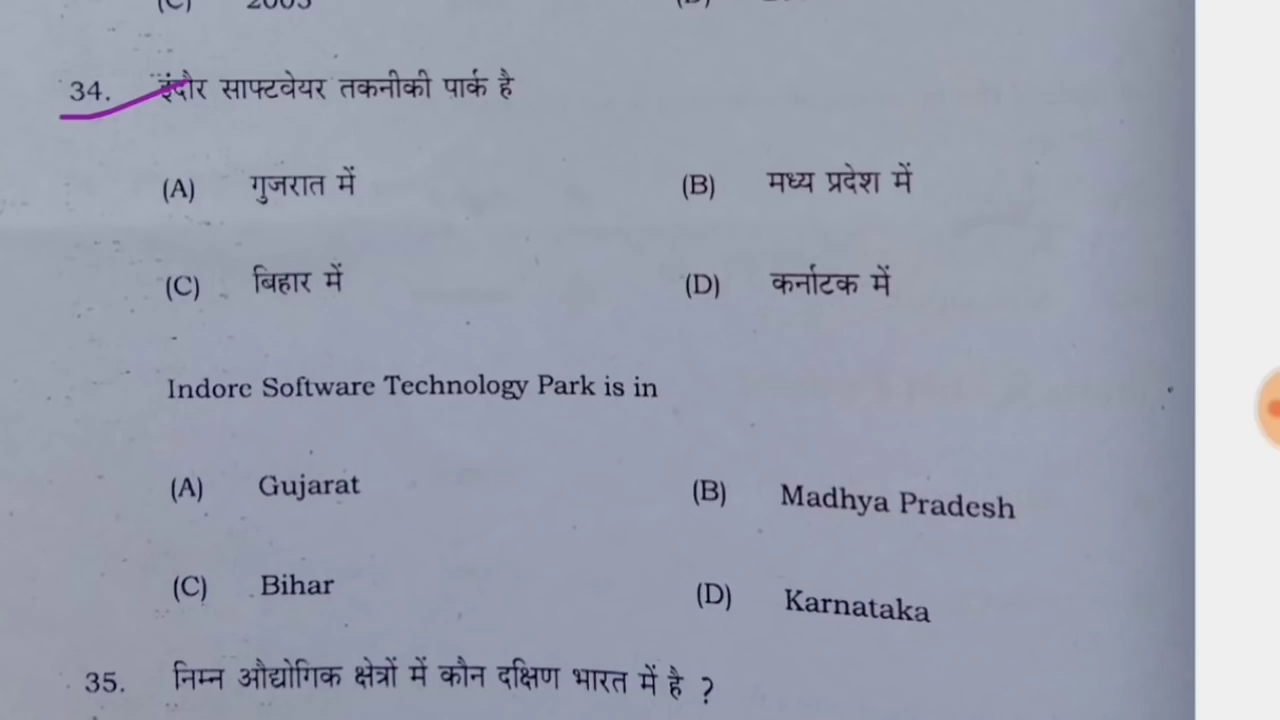 34. इंदौर साफ्टवेयर तकनीकी पार्क है
(A) गुजरात में (B) मध्य प्रदेश में
(C) बिहार में (D) कर्नाटक में
Indore Software Technology Park is in
(A) Gujarat (B) Madhya Pradesh
(C) Bihar (D) Karnataka
35. निम्न औद्योगिक क्षेत्रों में कौन दक्षिण भारत में है ?